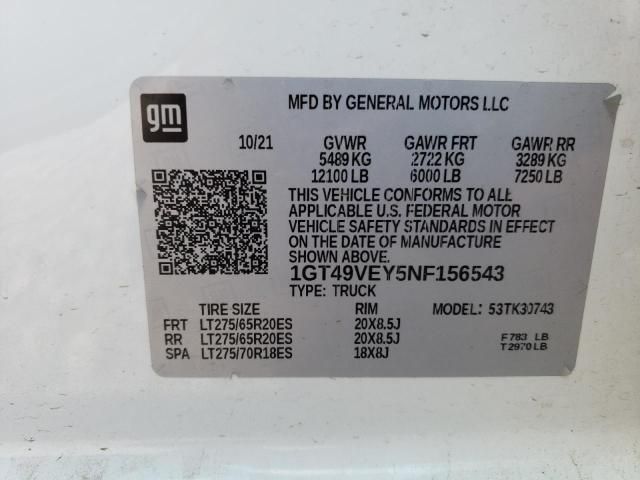 gm
MFD BY GENERAL MOTORS LLC
10/21 GVWR GAWR FRT GAWR RR
5489 KG 2722 KG 3289 KG
12100 LB 6000 LB 7250 LB
THIS VEHICLE CONFORMS TO ALL
APPLICABLE U.S. FEDERAL MOTOR
VEHICLE SAFETY STANDARDS IN EFFECT
ON THE DATE OF MANUFACTURE
SHOWN ABOVE.
1GT49VEY5NF156543
TYPE: TRUCK
TIRE SIZE RIM MODEL: 53TK30743
FRT LT275/65R20ES 20X8.5J
RR LT275/65R20ES 20X8.5J F 783 LB
SPA LT275/70R18ES 18X8J T 2970 LB